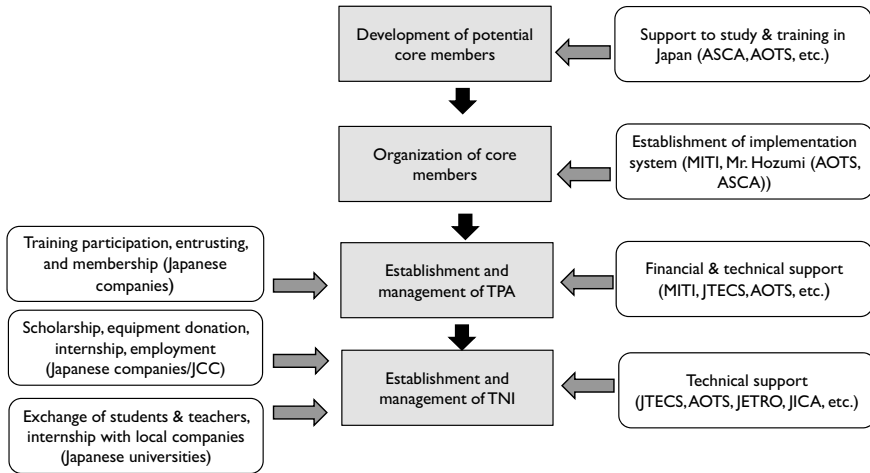 Development of potential
core members
Support to study & training in
Japan (ASCA, AOTS, etc.)
Organization of core
members
Establishment of implementation
system (MITI, Mr. Hozumi (AOTS,
ASCA))
Training participation, entrusting,
and membership (Japanese
companies)
Establishment and
management of TPA
Financial & technical support
(MITI, JTECS, AOTS, etc.)
Scholarship, equipment donation,
internship, employment
(Japanese companies/JCC)
Establishment and
management of TNI
Technical support
(JTECS, AOTS, JETRO, JICA, etc.)
Exchange of students & teachers,
internship with local companies
(Japanese universities)